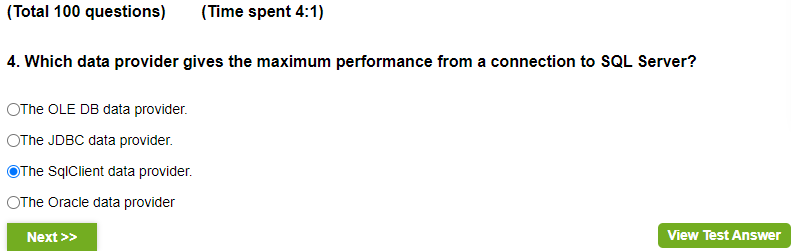 (Total 100 questions) (Time spent 4:1)
4. Which data provider gives the maximum performance from a connection to SQL Server?
The OLE DB data provider.
The JDBC data provider.
The SqlClient data provider.
The Oracle data provider
Next >>
View Test Answer